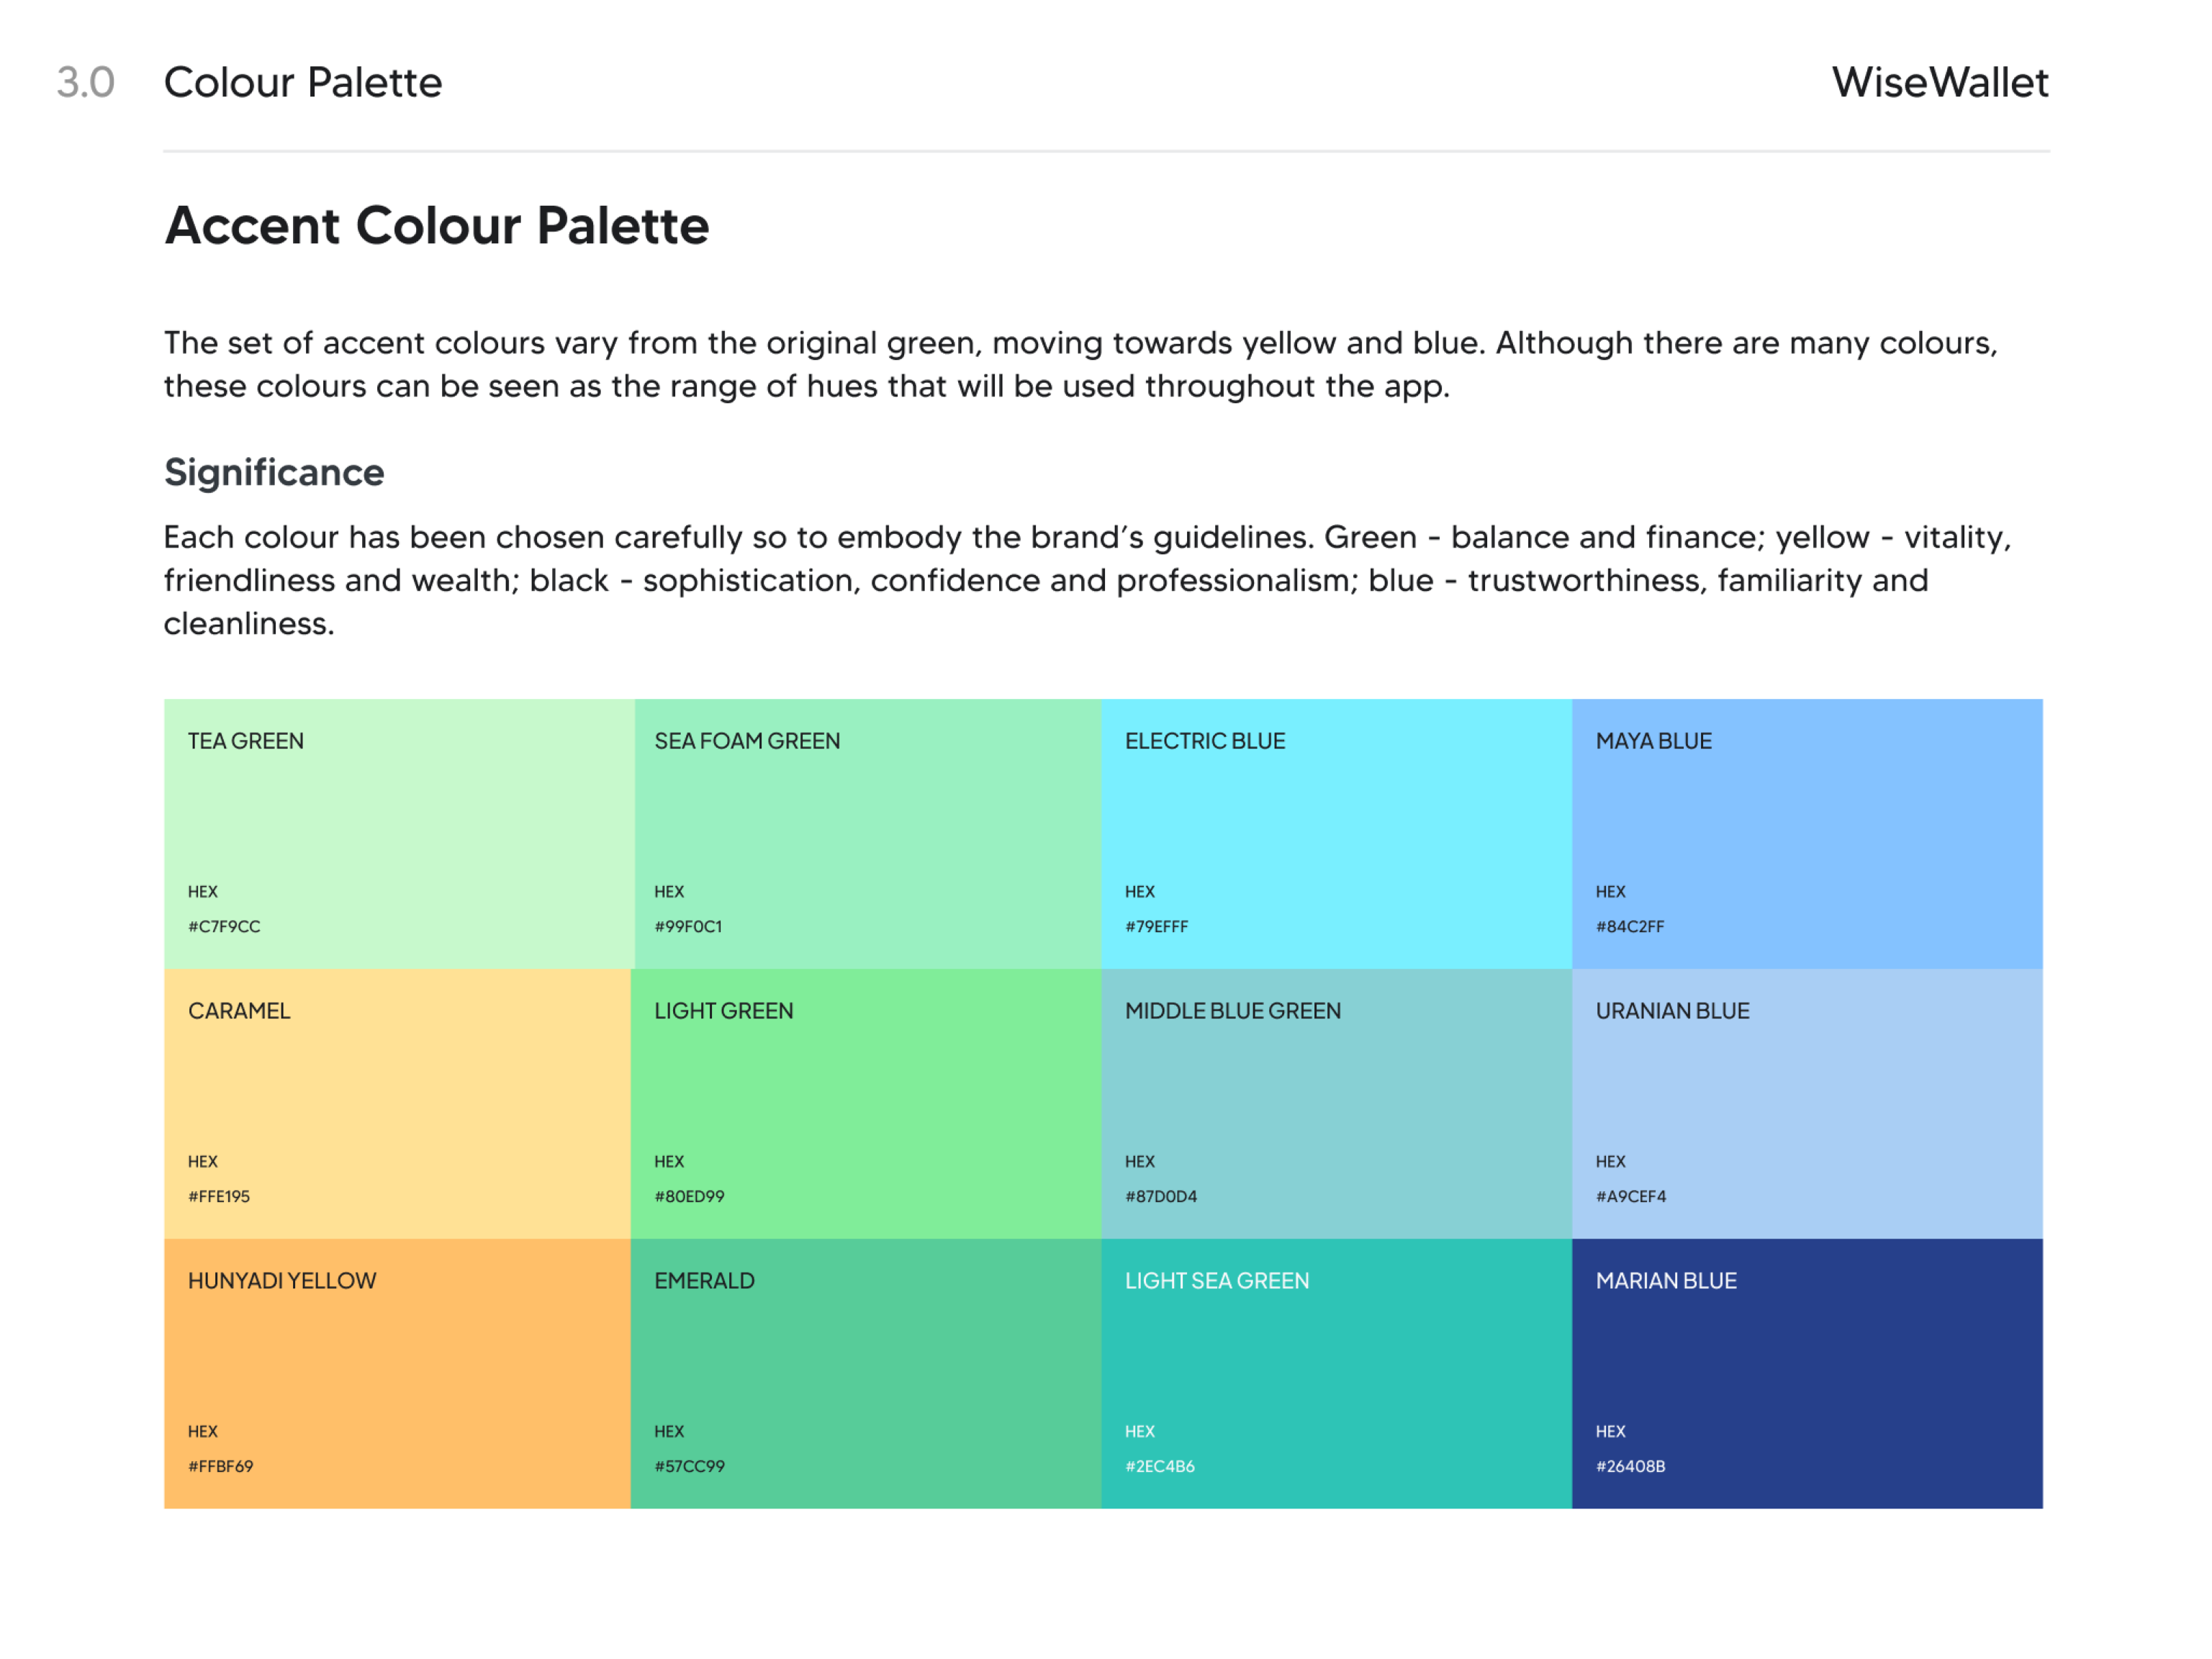 3.0 Colour Palette WiseWallet
Accent Colour Palette
The set of accent colours vary from the original green, moving towards yellow and blue. Although there are many colours,
these colours can be seen as the range of hues that will be used throughout the app.
Significance
Each colour has been chosen carefully so to embody the brand’s guidelines. Green - balance and finance; yellow - vitality,
friendliness and wealth; black - sophistication, confidence and professionalism; blue - trustworthiness, familiarity and
cleanliness.
TEA GREEN
HEX
#C7F9CC
SEA FOAM GREEN
HEX
#99F0C1
ELECTRIC BLUE
HEX
#79EFFF
MAYA BLUE
HEX
#84C2FF
CARAMEL
HEX
#FFE195
LIGHT GREEN
HEX
#80ED99
MIDDLE BLUE GREEN
HEX
#87D0D4
URANIAN BLUE
HEX
#A9CEF4
HUNYADI YELLOW
HEX
#FFBF69
EMERALD
HEX
#57CC99
LIGHT SEA GREEN
HEX
#2EC4B6
MARIAN BLUE
HEX
#26408B